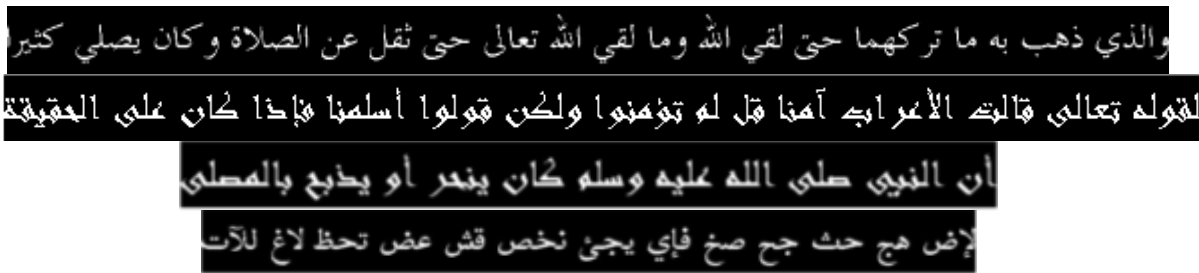 والذي ذهب به ما تركهما حتى لقي الله وما لقي الله تعالى حتى ثقل عن الصلاة وكان يصلي كثيرا
لقوله تعالى قالت الأعراب آمنا قل لم تؤمنوا ولكن قولوا أسلمنا فإذا كان على الحقيقة
أن النبي صلى الله عليه وسلم كان ينحر أو يذبح بالمصلى
لإض هج حث جح صخ فإي يجئ نخص قش عض تحظ لاغ للآت